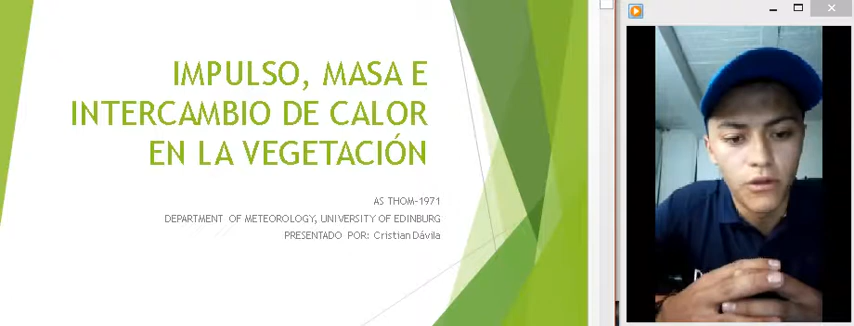 IMPULSO, MASA E
INTERCAMBIO DE CALOR
EN LA VEGETACIÓN
AS THOM-1971
DEPARTMENT OF METEOROLOGY, UNIVERSITY OF EDINBURG
PRESENTADO POR: Cristian Dávila